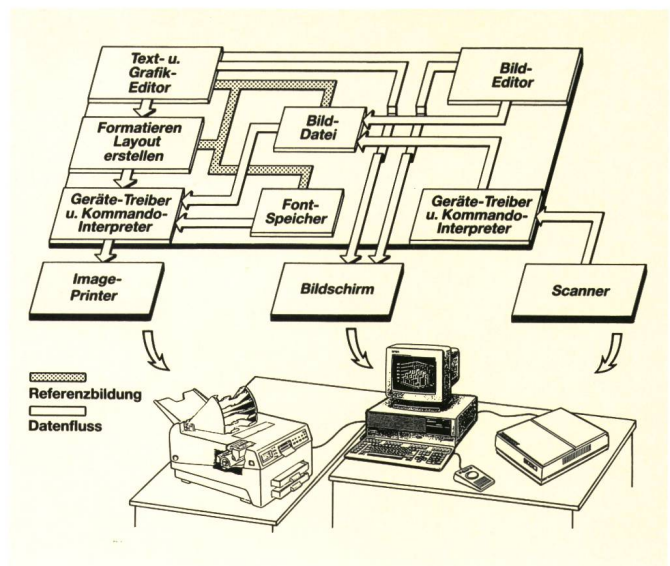 Text- u.
Grafik-
Editor
Bild-
Editor
Formatieren
Layout
erstellen
Bild-
Datei
Geräte-Treiber
u. Kommando-
Interpreter
Font-
Speicher
Geräte-Treiber
u. Kommando-
Interpreter
Image-
Printer
Bildschirm
Scanner
Referenzbildung
Datenfluss